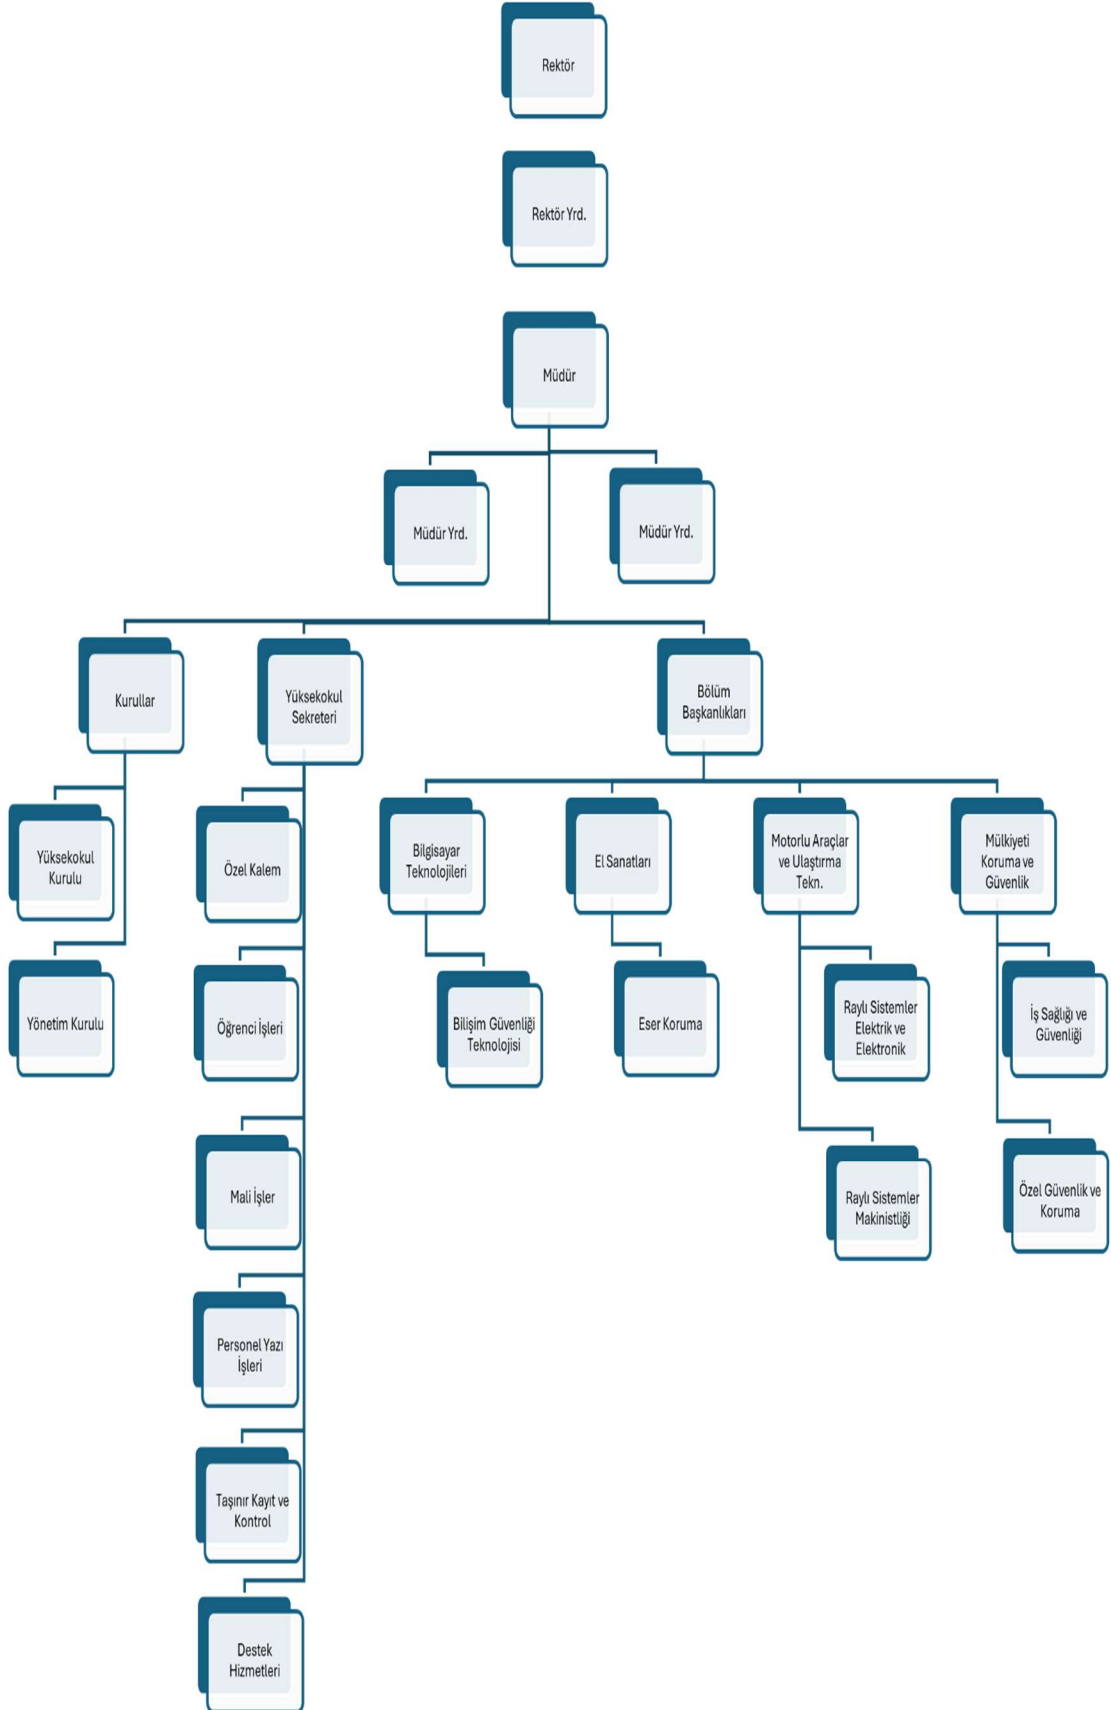 Rektör
Rektör Yrd.
Müdür
Müdür Yrd.
Müdür Yrd.
Kurullar
Yüksekokul
Sekreteri
Bölüm
Başkanlıkları
Yüksekokul
Kurulu
Yönetim Kurulu
Özel Kalem
Öğrenci İşleri
Mali İşler
Personel Yazı
İşleri
Taşınır Kayıt ve
Kontrol
Destek
Hizmetleri
Bilgisayar
Teknolojileri
Bilişim Güvenliği
Teknolojisi
El Sanatları
Eser Koruma
Motorlu Araçlar
ve Ulaştırma
Tekn.
Raylı Sistemler
Elektrik ve
Elektronik
Raylı Sistemler
Makinistliği
Mülkiyeti
Koruma ve
Güvenlik
İş Sağlığı ve
Güvenliği
Özel Güvenlik ve
Koruma